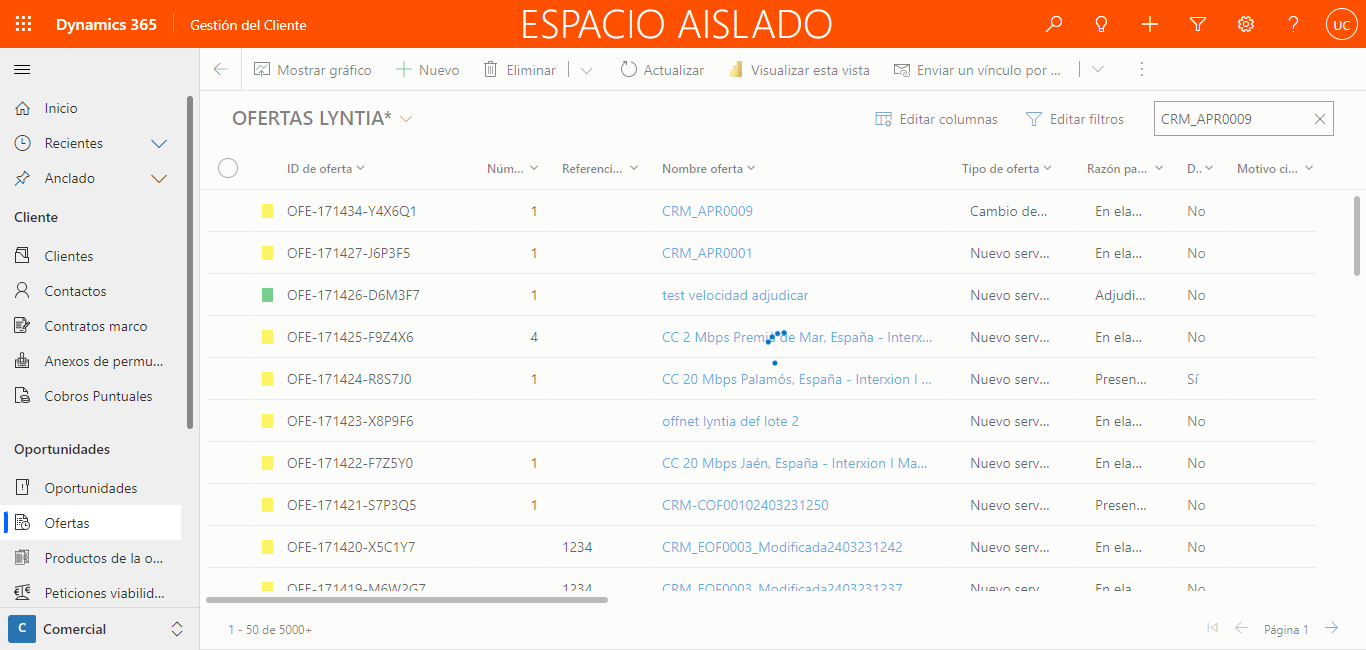 Dynamics 365 Gestión del Cliente ESPACIO AISLADO UC
Mostrar gráfico Nuevo Eliminar Actualizar Visualizar esta vista Enviar un vínculo por ...
Inicio
Recientes
Anclado
Cliente
Clientes
Contactos
Contratos marco
Anexos de permu...
Cobros Puntuales
Oportunidades
Oportunidades
Ofertas
Productos de la o...
Peticiones viabilid...
C Comercial
OFERTAS LYNTIA* Editar columnas Editar filtros CRM_APR0009
ID de oferta Núm... Referenci... Nombre oferta Tipo de oferta Razón pa... D.. Motivo ci...
OFE-171434-Y4X6Q1 1 CRM_APR0009 Cambio de... En ela... No
OFE-171427-J6P3F5 1 CRM_APR0001 Nuevo serv... En ela... No
OFE-171426-D6M3F7 1 test velocidad adjudicar Nuevo serv... Adjudi... No
OFE-171425-F9Z4X6 4 CC 2 Mbps Premiá de Mar, España - Interx... Nuevo serv... En ela... No
OFE-171424-R8S7J0 1 CC 20 Mbps Palamós, España - Interxion I ... Nuevo serv... Presen... Sí
OFE-171423-X8P9F6 offnet lyntia def lote 2 Nuevo serv... En ela... No
OFE-171422-F7Z5Y0 1 CC 20 Mbps Jaén, España - Interxion I Ma... Nuevo serv... En ela... No
OFE-171421-S7P3Q5 1 CRM-COF00102403231250 Nuevo serv... Presen... No
OFE-171420-X5C1Y7 1234 CRM_EOF0003_Modificada2403231242 Nuevo serv... En ela... No
OFE-171419-M6W2G7 1234 CRM_EOF0003_Modificada2403231237 Nuevo serv... En ela... No
1 - 50 de 5000+ Página 1